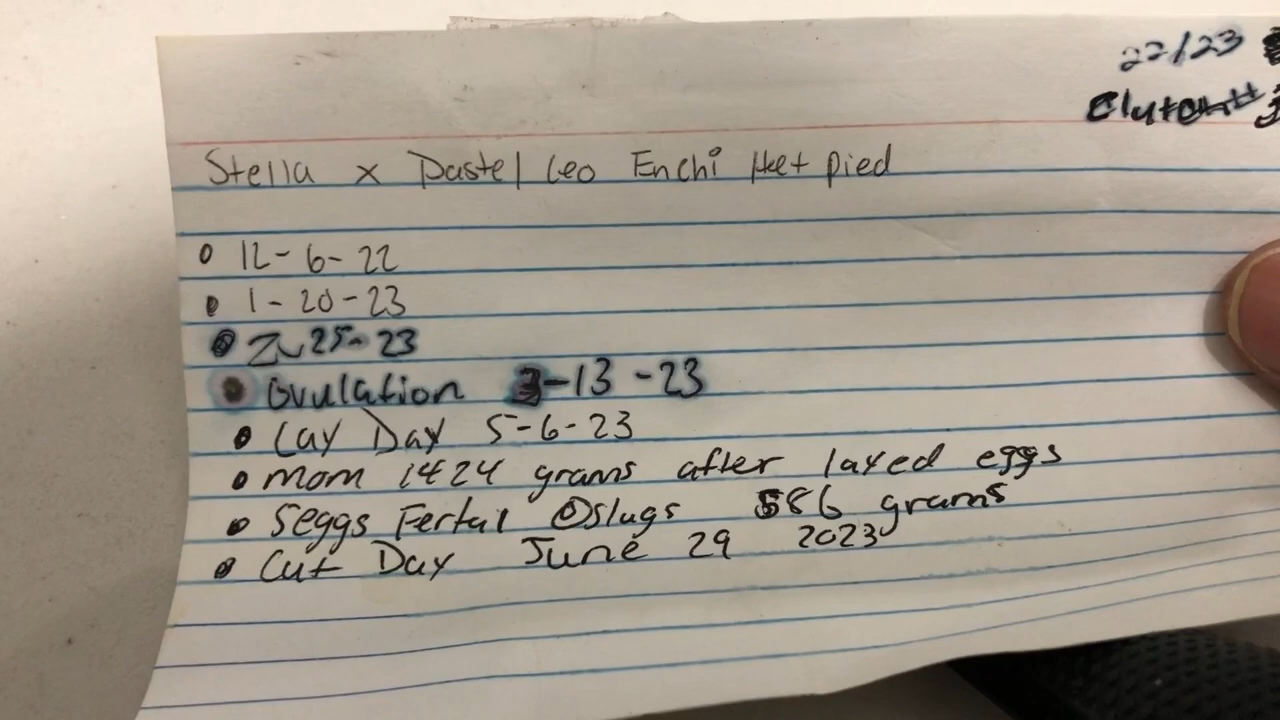 22/23
Clutch#
Stella x Pastel Leo Enchi Het pied
12-6-22
1-20-23
2-25-23
Ovulation 3-13-23
Lay Day 5-6-23
Mom 1424 grams after layed eggs
5eggs Fertal 0slugs 586 grams
Cut Day June 29 2023